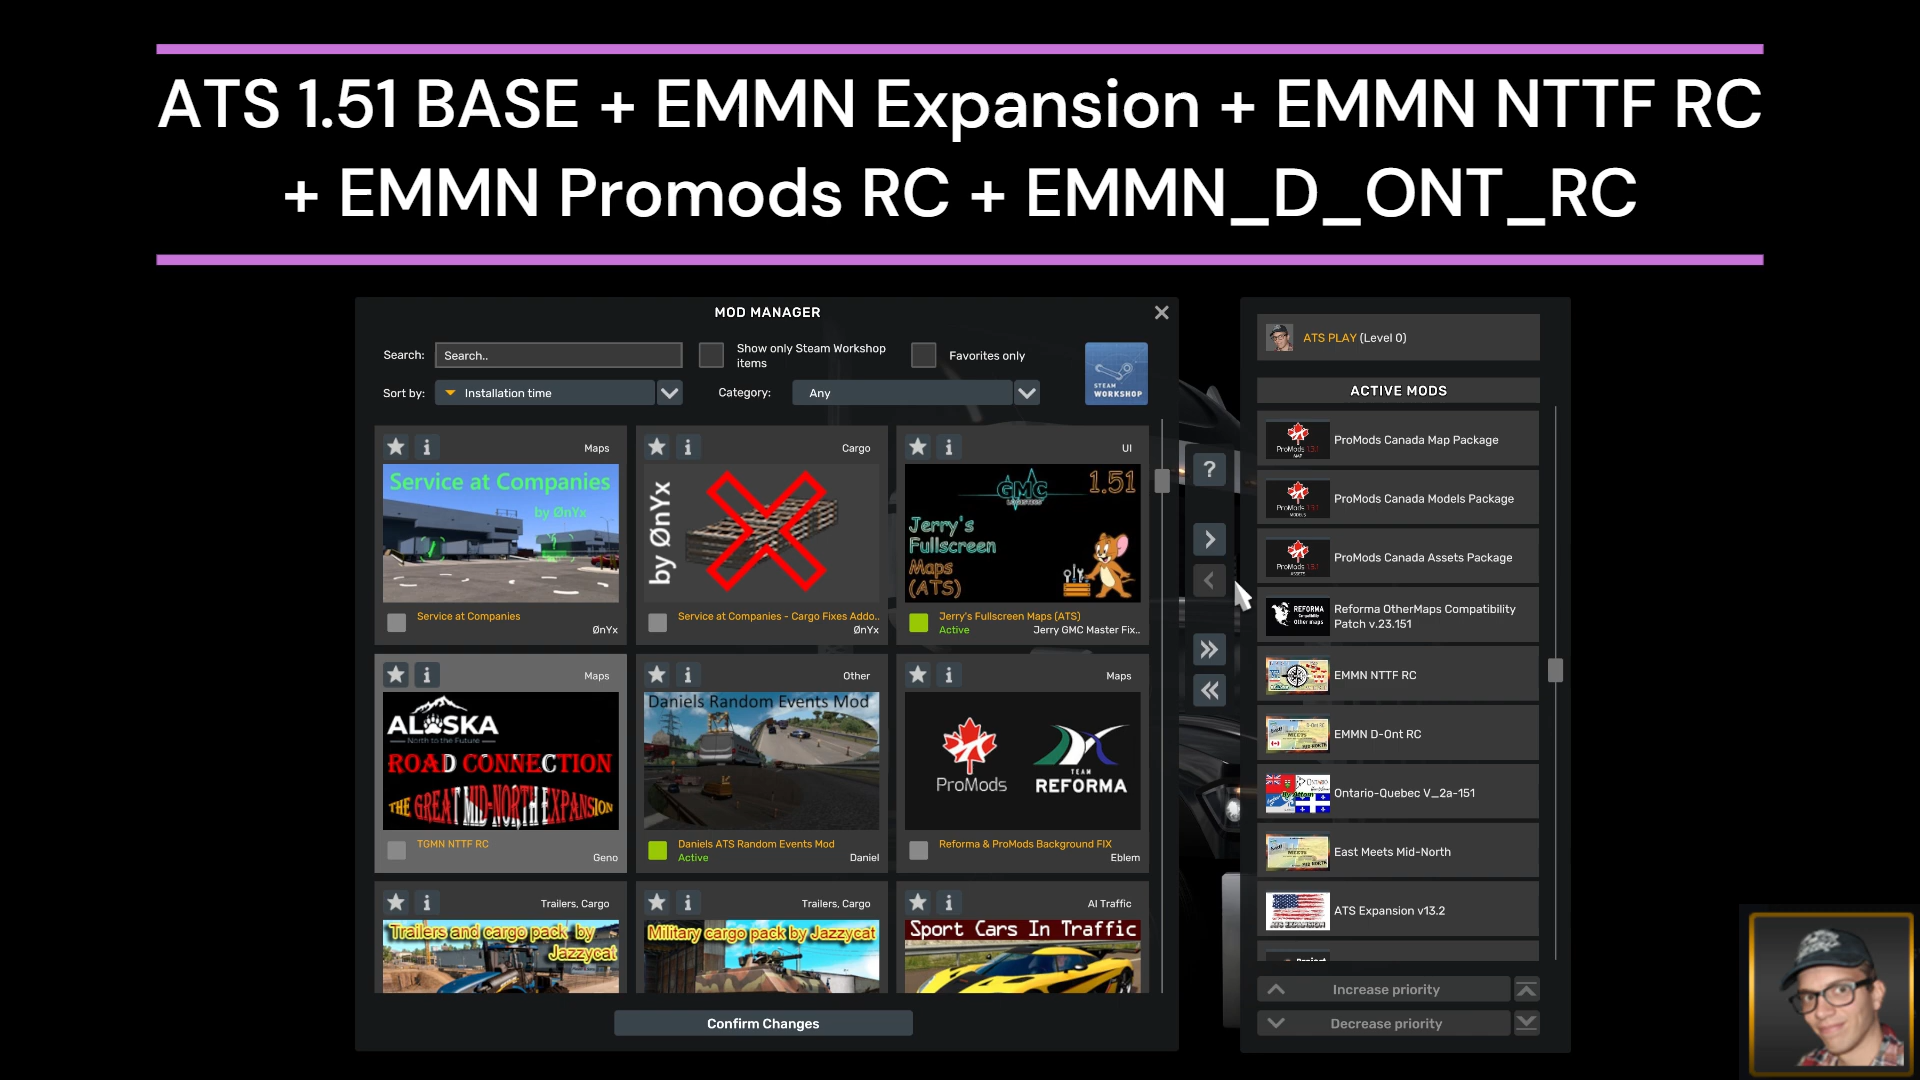 ATS 1.51 BASE + EMMN Expansion + EMMN NTTF RC
+ EMMN Promods RC + EMMN_D_ONT_RC
MOD MANAGER
Search:
Search..
Show only Steam Workshop
items
Favorites only
STEAM
WORKSHOP
Sort by:
Installation time
Category:
Any
Maps
Service at Companies
by ØnYx
Service at Companies
ØnYx
Cargo
by ØnYx
Service at Companies - Cargo Fixes Addo..
ØnYx
UI
GMC
LOGISTICS
1.51
Jerry's
Fullscreen
Maps
(ATS)
Jerry's Fullscreen Maps (ATS)
Active
Jerry GMC Master Fix..
Maps
ALASKA
North to the Future
ROAD CONNECTION
THE GREAT MID-NORTH EXPANSION
TGMN NTTF RC
Geno
Other
Daniels Random Events Mod
Daniels ATS Random Events Mod
Active
Daniel
Maps
ProMods
TEAM
REFORMA
Reforma & ProMods Background FIX
Eblem
Trailers, Cargo
Trailers and cargo pack by
Jazzycat
Trailers, Cargo
Military cargo pack by Jazzycat
AI Traffic
Sport Cars In Traffic
Confirm Changes
?
ATS PLAY (Level 0)
ACTIVE MODS
ProMods Canada Map Package
ProMods Canada Models Package
ProMods Canada Assets Package
REFORMA
Other maps
Reforma OtherMaps Compatibility
Patch v.23.151
EMMN NTTF RC
EMMN D-Ont RC
Ontario-Quebec V_2a-151
East Meets Mid-North
ATS Expansion v13.2
Increase priority
Decrease priority